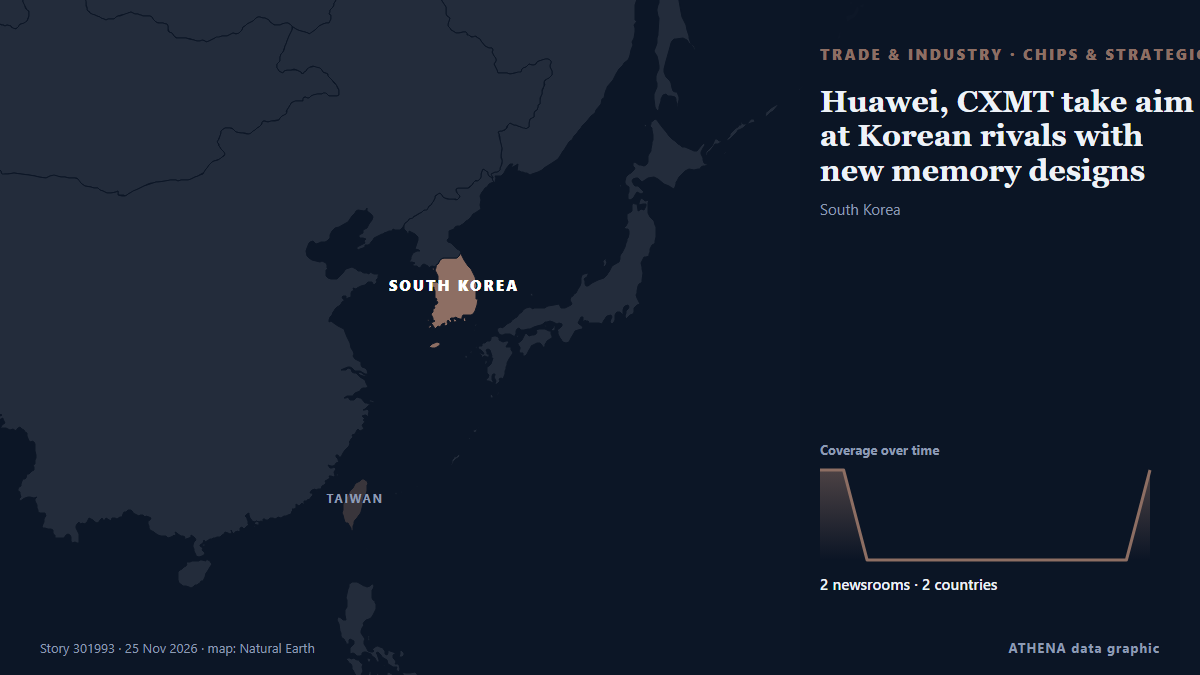 TRADE & INDUSTRY · CHIPS & STRATEGIC
Huawei, CXMT take aim
at Korean rivals with
new memory designs
South Korea
SOUTH KOREA
TAIWAN
Coverage over time
2 newsrooms · 2 countries
Story 301993 · 25 Nov 2026 · map: Natural Earth
ATHENA data graphic